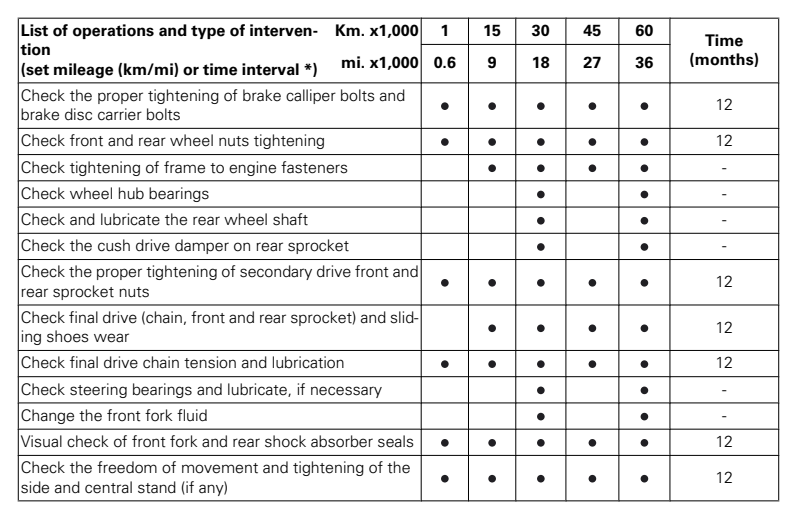 List of operations and type of interven- Km. x1,000 1 15 30 45 60 Time
tion (months)
(set mileage (km/mi) or time interval *) mi. x1,000 0.6 9 18 27 36
Check the proper tightening of brake calliper bolts and
brake disc carrier bolts ● ● ● ● ● 12
Check front and rear wheel nuts tightening ● ● ● ● ● 12
Check tightening of frame to engine fasteners ● ● ● ● -
Check wheel hub bearings ● ● -
Check and lubricate the rear wheel shaft ● ● -
Check the cush drive damper on rear sprocket ● ● -
Check the proper tightening of secondary drive front and
rear sprocket nuts ● ● ● ● ● 12
Check final drive (chain, front and rear sprocket) and slid-
ing shoes wear ● ● ● ● 12
Check final drive chain tension and lubrication ● ● ● ● ● 12
Check steering bearings and lubricate, if necessary ● ● -
Change the front fork fluid ● ● -
Visual check of front fork and rear shock absorber seals ● ● ● ● ● 12
Check the freedom of movement and tightening of the
side and central stand (if any) ● ● ● ● ● 12